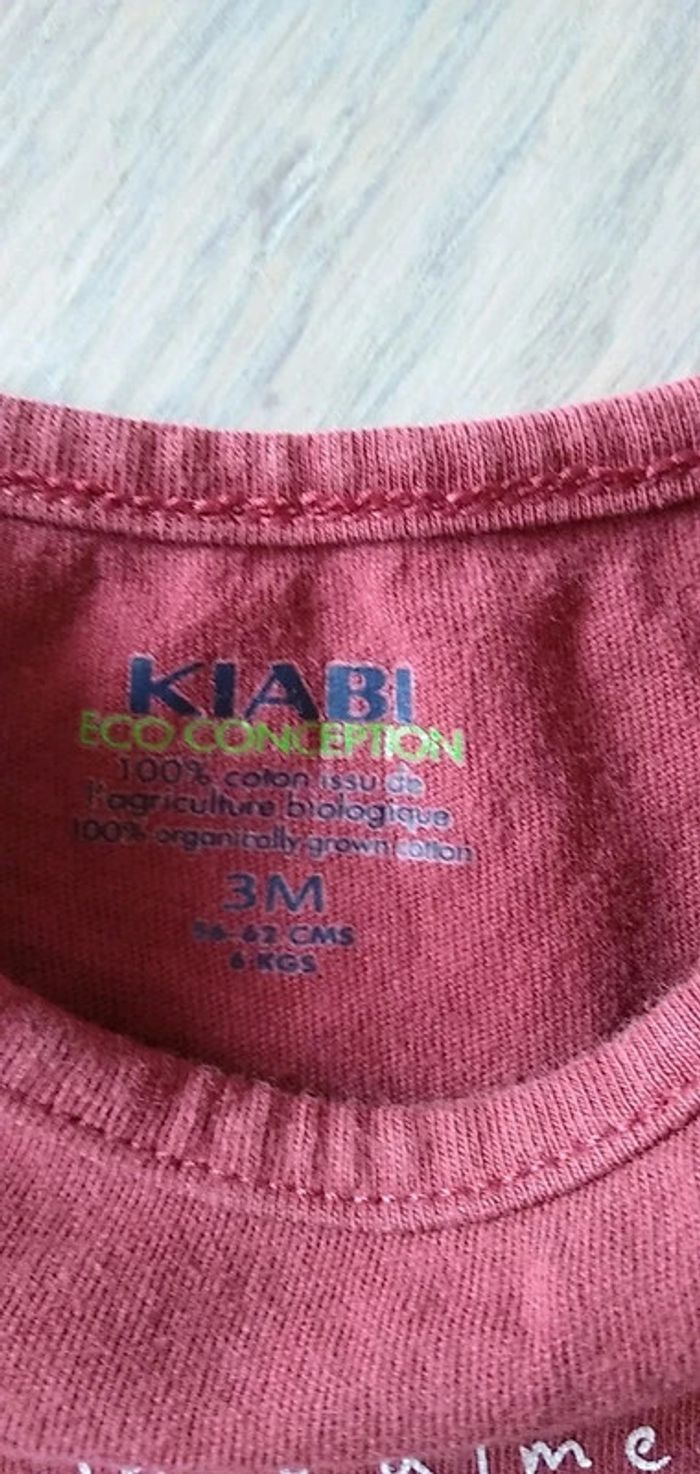 KIABI
ECO CONCEPTION
100% coton issu de
l'agriculture biologique
100% organically grown cotton
3M
56-62 CMS
6 KGS